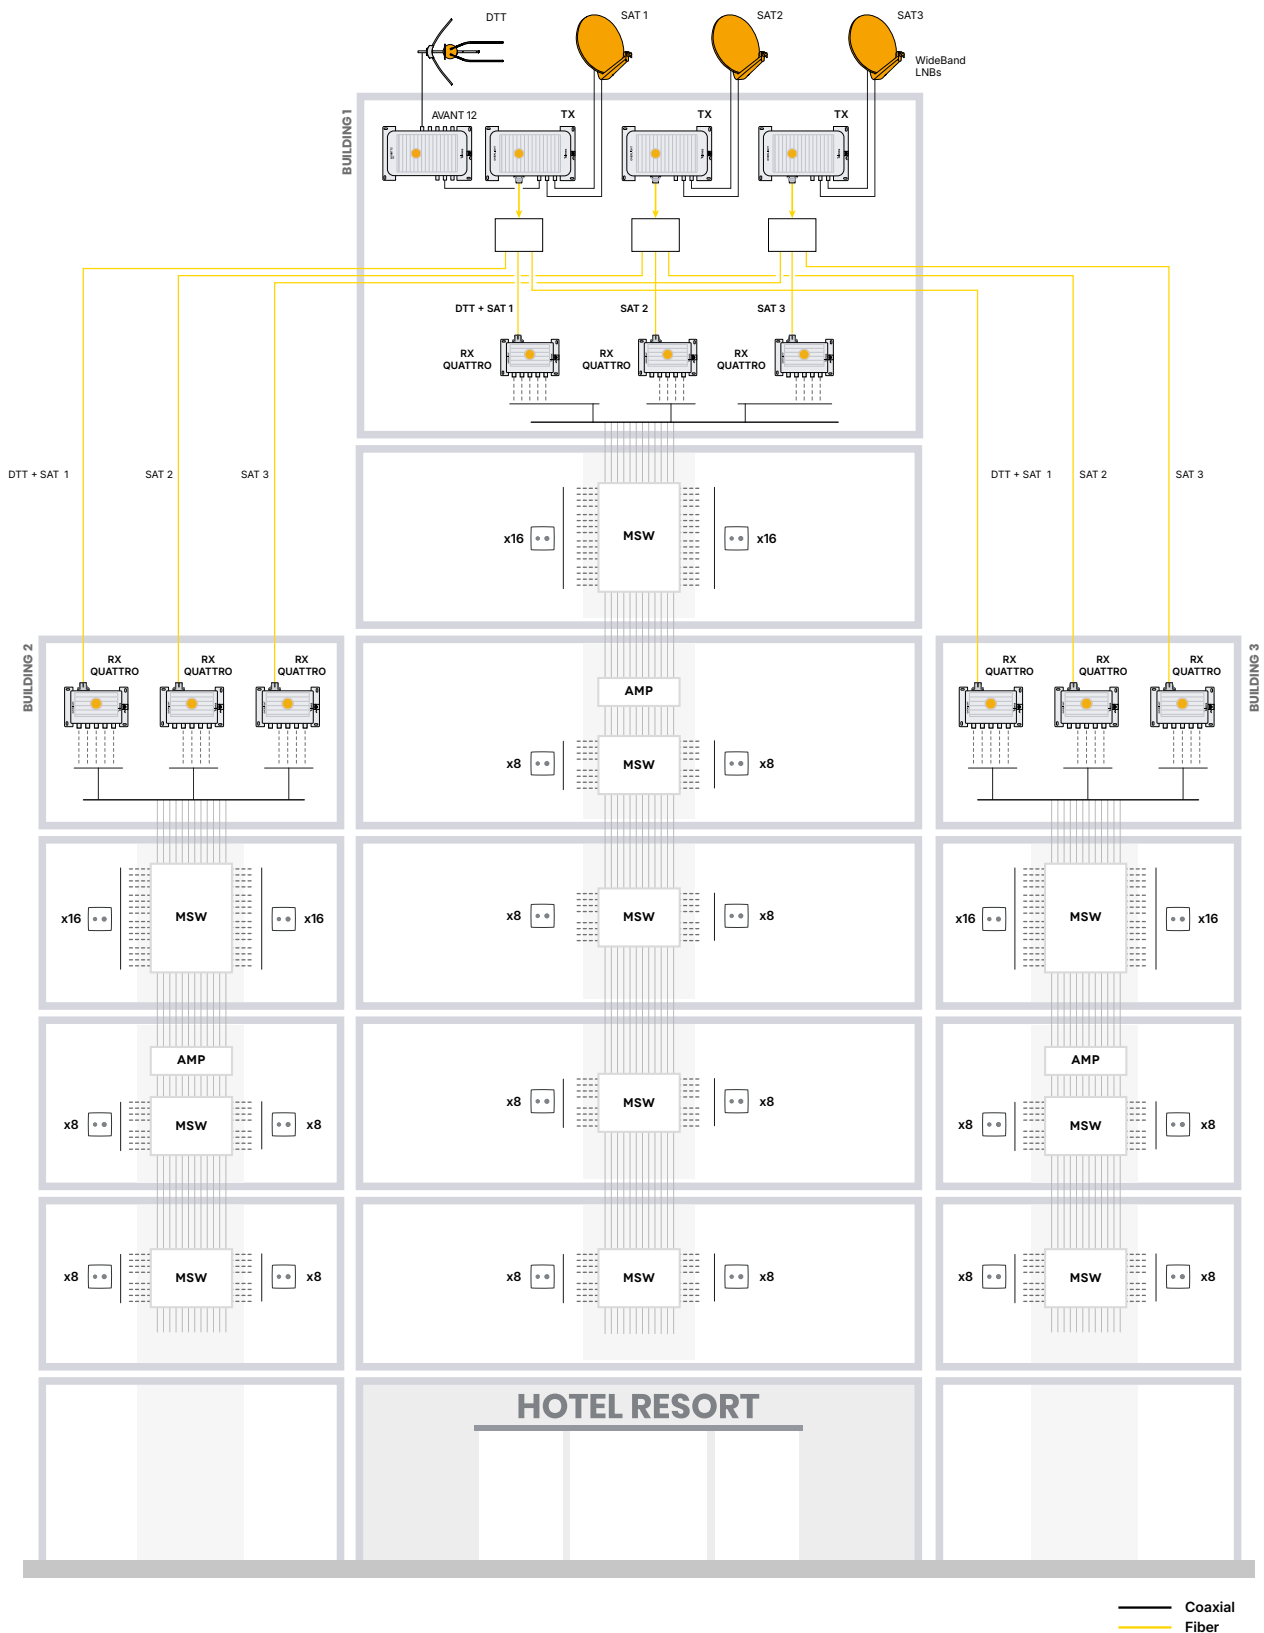 DTT
SAT 1
SAT2
SAT3
WideBand
LNBs
BUILDING 1
AVANT 12
TX
TX
TX
DTT + SAT 1
SAT 2
SAT 3
RX
QUATTRO
RX
QUATTRO
RX
QUATTRO
DTT + SAT 1
SAT 2
SAT 3
DTT + SAT 1
SAT 2
SAT 3
x16
MSW
x16
BUILDING 2
RX
QUATTRO
RX
QUATTRO
RX
QUATTRO
AMP
x8
MSW
x8
RX
QUATTRO
RX
QUATTRO
RX
QUATTRO
BUILDING 3
x16
MSW
x16
x8
MSW
x8
x16
MSW
x16
AMP
x8
MSW
x8
x8
MSW
x8
AMP
x8
MSW
x8
x8
MSW
x8
x8
MSW
x8
x8
MSW
x8
HOTEL RESORT
Coaxial
Fiber